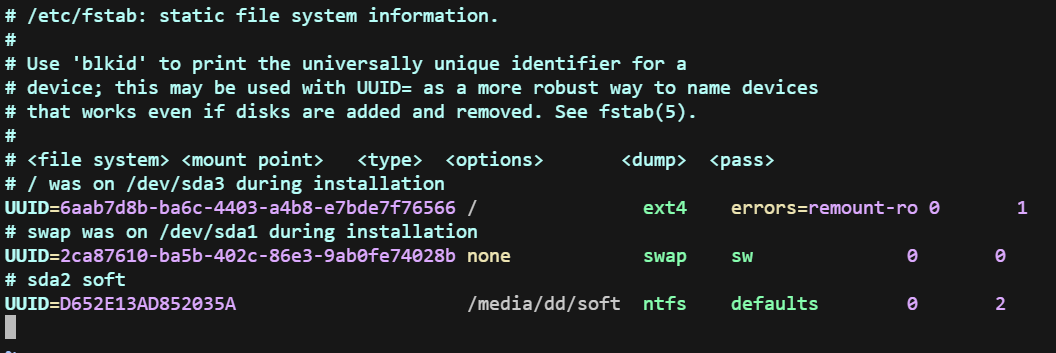 # /etc/fstab: static file system information.
#
# Use 'blkid' to print the universally unique identifier for a
# device; this may be used with UUID= as a more robust way to name devices
# that works even if disks are added and removed. See fstab(5).
#
# <file system> <mount point>   <type>  <options>       <dump>  <pass>
# / was on /dev/sda3 during installation
UUID=6aab7d8b-ba6c-4403-a4b8-e7bde7f76566 /               ext4    errors=remount-ro 0       1
# swap was on /dev/sda1 during installation
UUID=2ca87610-ba5b-402c-86e3-9ab0fe74028b none            swap    sw              0       0
# sda2 soft
UUID=D652E13AD852035A                     /media/dd/soft  ntfs    defaults        0       2